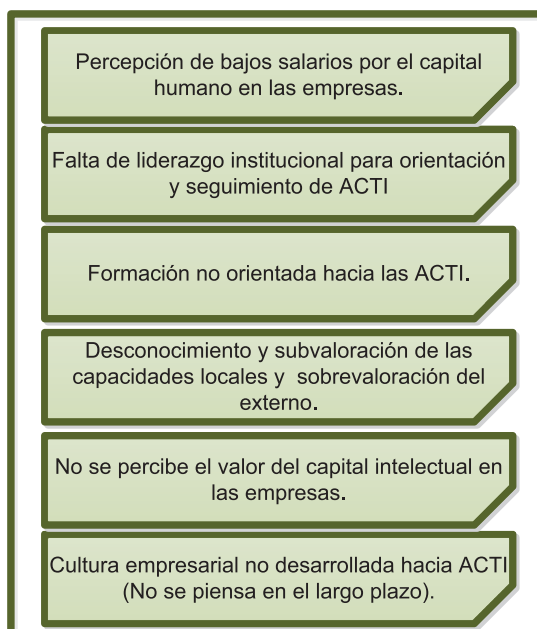 Percepción de bajos salarios por el capital
humano en las empresas.
Falta de liderazgo institucional para orientación
y seguimiento de ACTI
Formación no orientada hacia las ACTI.
Desconocimiento y subvaloración de las
capacidades locales y sobrevaloración del
externo.
No se percibe el valor del capital intelectual en
las empresas.
Cultura empresarial no desarrollada hacia ACTI
(No se piensa en el largo plazo).